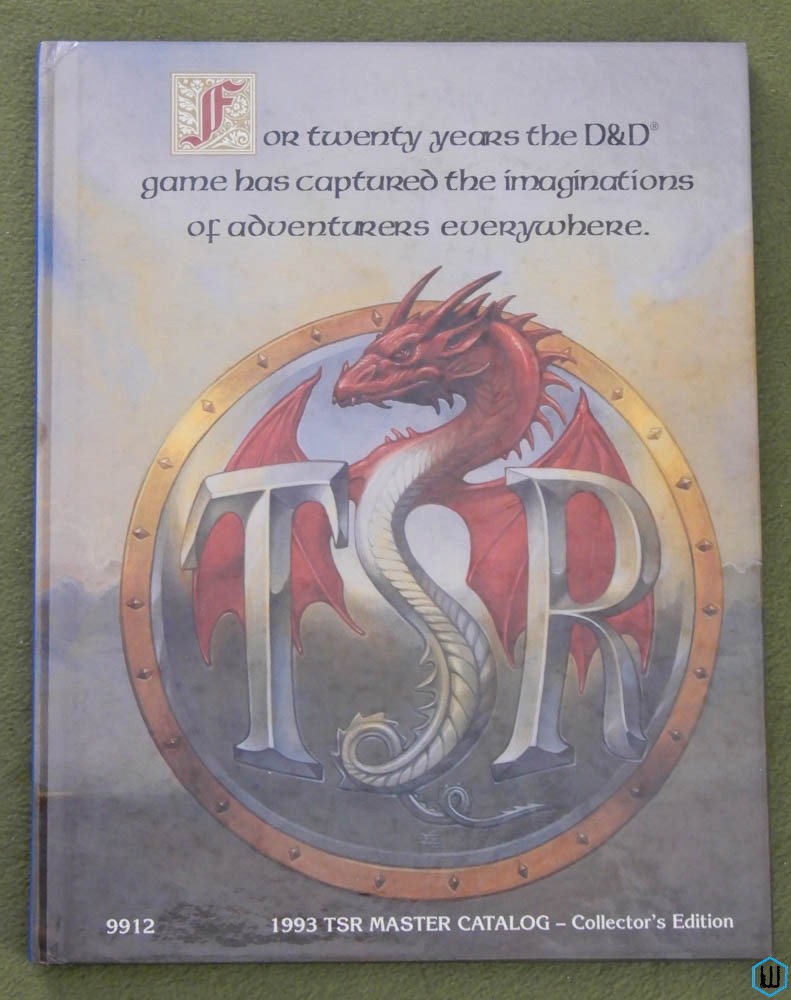 For twenty years the D&D®
game has captured the imaginations
of adventurers everywhere.
TSR
9912 1993 TSR MASTER CATALOG – Collector's Edition
W